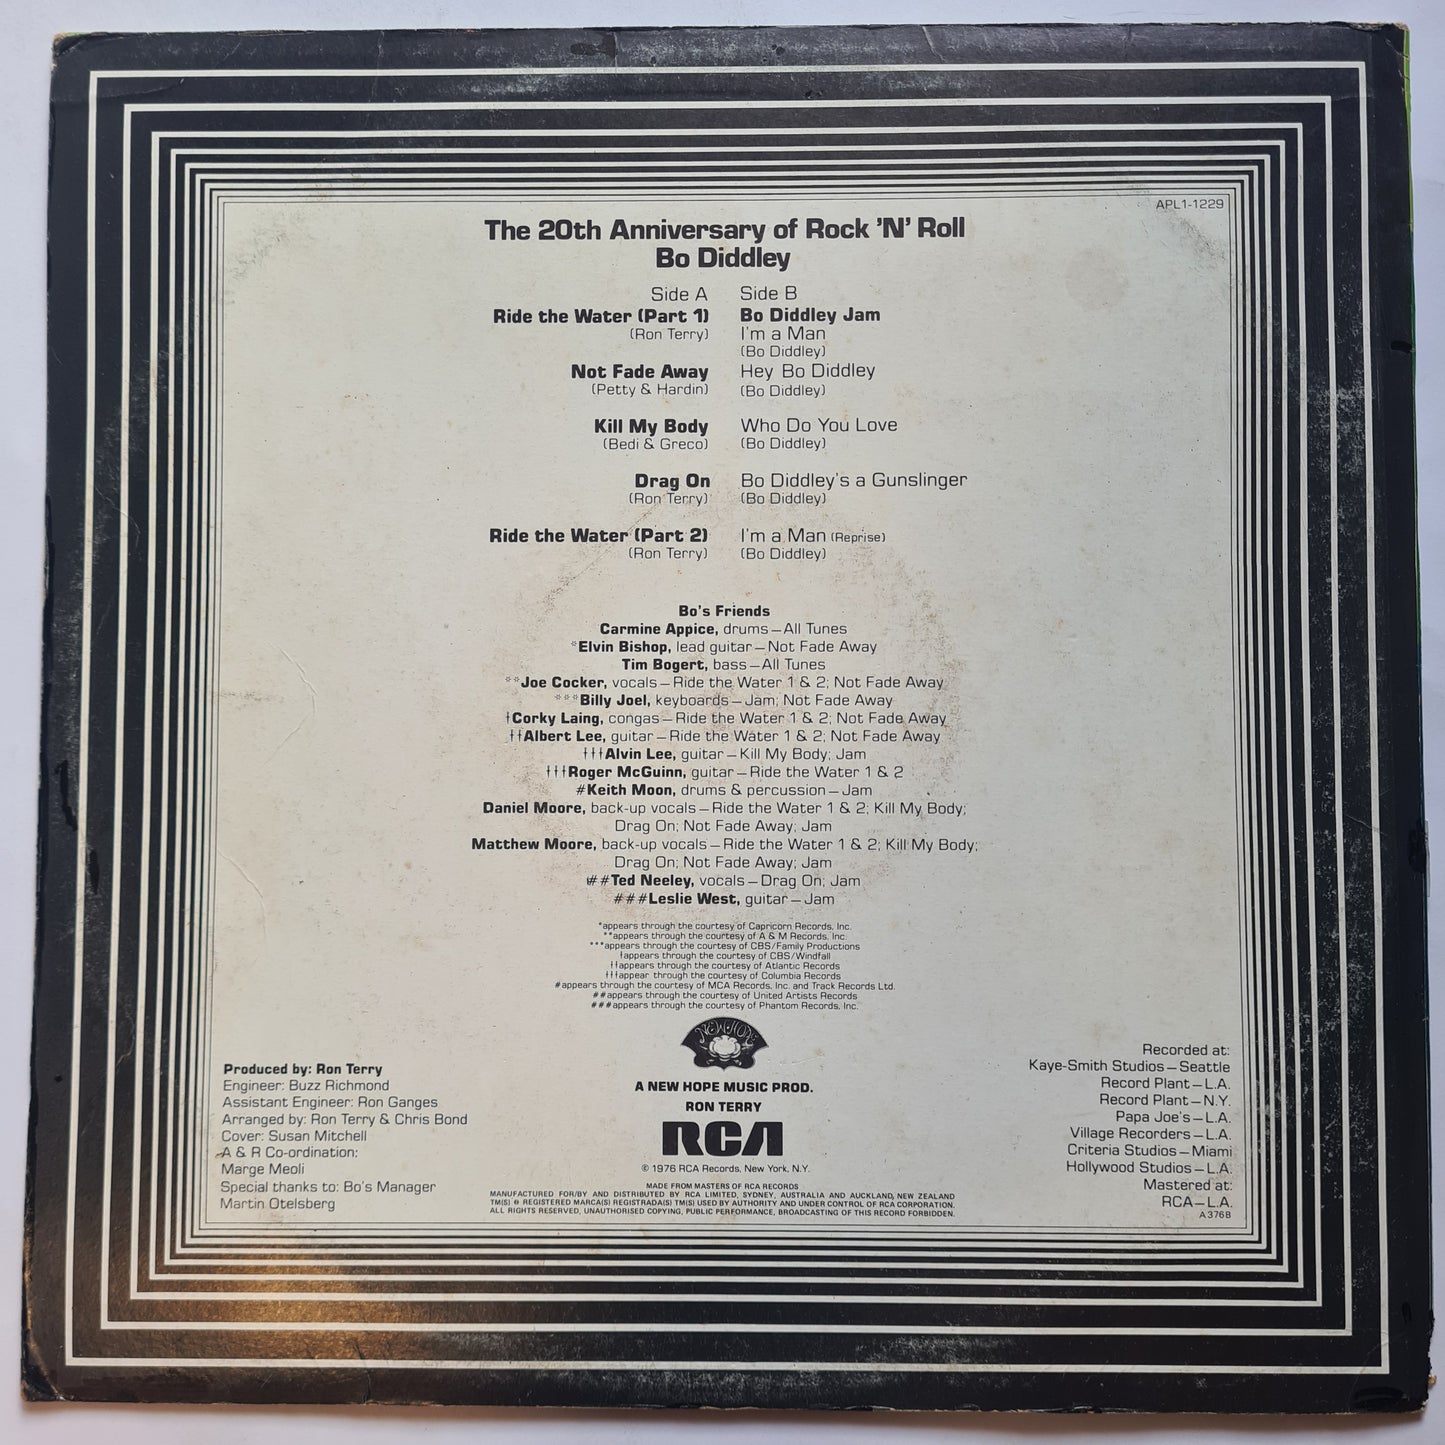 APL1-1229
The 20th Anniversary of Rock 'N' Roll
Bo Diddley
Side A
Ride the Water (Part 1)
(Ron Terry)
Not Fade Away
(Petty & Hardin)
Kill My Body
(Bedi & Greco)
Drag On
(Ron Terry)
Ride the Water (Part 2)
(Ron Terry)
Side B
Bo Diddley Jam
I'm a Man
(Bo Diddley)
Hey Bo Diddley
(Bo Diddley)
Who Do You Love
(Bo Diddley)
Bo Diddley's a Gunslinger
(Bo Diddley)
I'm a Man (Reprise)
(Bo Diddley)
Bo's Friends
Carmine Appice, drums—All Tunes
*Elvin Bishop, lead guitar—Not Fade Away
Tim Bogert, bass—All Tunes
**Joe Cocker, vocals—Ride the Water 1 & 2; Not Fade Away
***Billy Joel, keyboards—Jam; Not Fade Away
†Corky Laing, congas—Ride the Water 1 & 2; Not Fade Away
††Albert Lee, guitar—Ride the Water 1 & 2; Not Fade Away
†††Alvin Lee, guitar—Kill My Body; Jam
†††Roger McGuinn, guitar—Ride the Water 1 & 2
#Keith Moon, drums & percussion—Jam
Daniel Moore, back-up vocals—Ride the Water 1 & 2; Kill My Body;
Drag On; Not Fade Away; Jam
Matthew Moore, back-up vocals—Ride the Water 1 & 2; Kill My Body;
Drag On; Not Fade Away; Jam
##Ted Neeley, vocals—Drag On; Jam
###Leslie West, guitar—Jam
*appears through the courtesy of Capricorn Records, Inc.
**appears through the courtesy of A & M Records, Inc.
***appears through the courtesy of CBS/Family Productions
†appears through the courtesy of CBS/Windfall
††appears through the courtesy of Atlantic Records
†††appear through the courtesy of Columbia Records
#appears through the courtesy of MCA Records, Inc. and Track Records Ltd.
##appears through the courtesy of United Artists Records
###appears through the courtesy of Phantom Records, Inc.
NEW HOPE
A NEW HOPE MUSIC PROD.
RON TERRY
RCA
© 1976 RCA Records, New York, N.Y.
MADE FROM MASTERS OF RCA RECORDS
MANUFACTURED FOR/BY AND DISTRIBUTED BY RCA LIMITED, SYDNEY, AUSTRALIA AND AUCKLAND, NEW ZEALAND
TM(S) ® REGISTERED MARCA(S) REGISTRADA(S) TM(S) USED BY AUTHORITY AND UNDER CONTROL OF RCA CORPORATION.
ALL RIGHTS RESERVED, UNAUTHORISED COPYING, PUBLIC PERFORMANCE, BROADCASTING OF THIS RECORD FORBIDDEN.
Produced by: Ron Terry
Engineer: Buzz Richmond
Assistant Engineer: Ron Ganges
Arranged by: Ron Terry & Chris Bond
Cover: Susan Mitchell
A & R Co-ordination:
Marge Meoli
Special thanks to: Bo's Manager
Martin Otelsberg
Recorded at:
Kaye-Smith Studios—Seattle
Record Plant—L.A.
Record Plant—N.Y.
Papa Joe's—L.A.
Village Recorders—L.A.
Criteria Studios—Miami
Hollywood Studios—L.A.
Mastered at:
RCA—L.A.
A376B